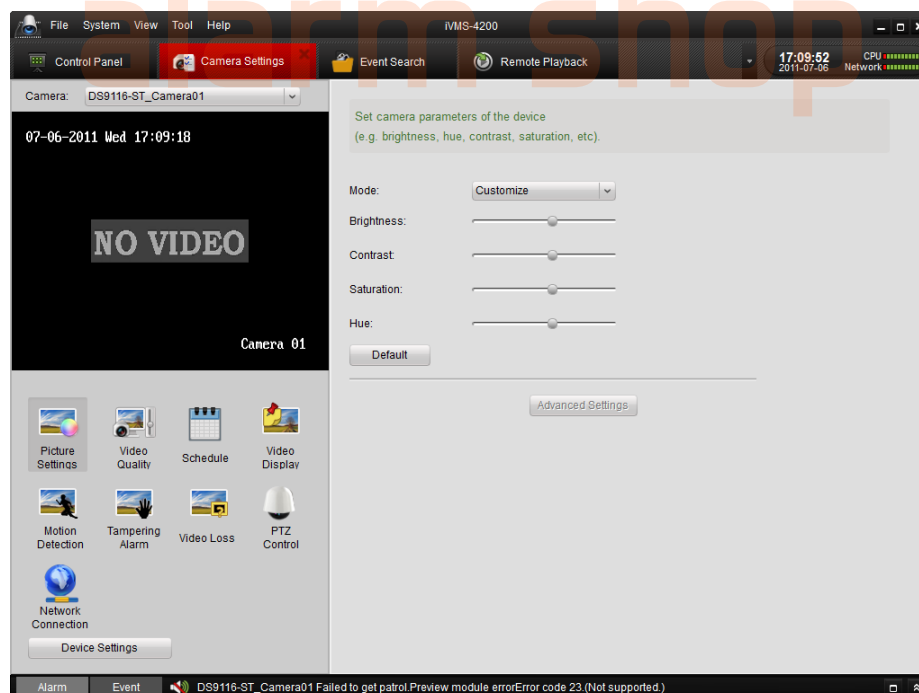 alarm shop
File System View Tool Help
iVMS-4200
Control Panel
Camera Settings
Event Search
Remote Playback
17:09:52
2011-07-06
CPU
Network
Camera: DS9116-ST_Camera01
07-06-2011 Wed 17:09:18
NO VIDEO
Camera 01
Picture Settings
Video Quality
Schedule
Video Display
Motion Detection
Tampering Alarm
Video Loss
PTZ Control
Network Connection
Device Settings
Set camera parameters of the device
(e.g. brightness, hue, contrast, saturation, etc).
Mode: Customize
Brightness:
Contrast:
Saturation:
Hue:
Default
Advanced Settings
Alarm Event DS9116-ST_Camera01 Failed to get patrol.Preview module errorError code 23.(Not supported.)